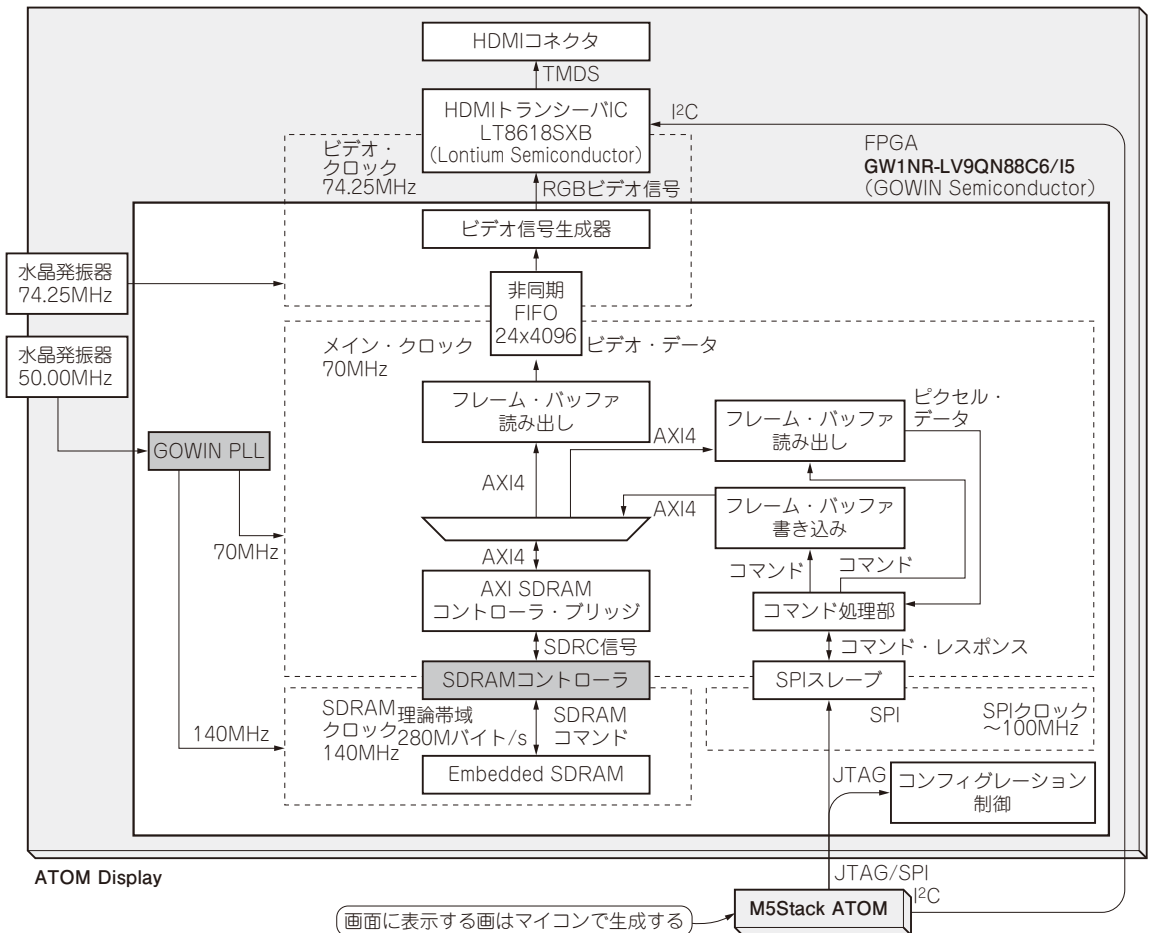 HDMIコネクタ
TMDS
HDMIトランシーバIC
LT8618SXB
(Lontium Semiconductor)
I²C
FPGA
GW1NR-LV9QN88C6/I5
(GOWIN Semiconductor)
ビデオ・
クロック
74.25MHz
RGBビデオ信号
ビデオ信号生成器
水晶発振器
74.25MHz
非同期
FIFO
24x4096
水晶発振器
50.00MHz
メイン・クロック
70MHz
ビデオ・データ
フレーム・バッファ
読み出し
フレーム・バッファ
読み出し
ピクセル・
データ
GOWIN PLL
AXI4
AXI4
AXI4
フレーム・バッファ
書き込み
70MHz
AXI4
コマンド
コマンド
AXI SDRAM
コントローラ・ブリッジ
コマンド処理部
SDRC信号
コマンド・レスポンス
SDRAMコントローラ
SPIスレーブ
SDRAM
クロック
140MHz
理論帯域
280Mバイト/s
SDRAM
コマンド
SPI
SPIクロック
~100MHz
140MHz
Embedded SDRAM
JTAG
コンフィグレーション
制御
ATOM Display
JTAG/SPI
I²C
M5Stack ATOM
画面に表示する画はマイコンで生成する